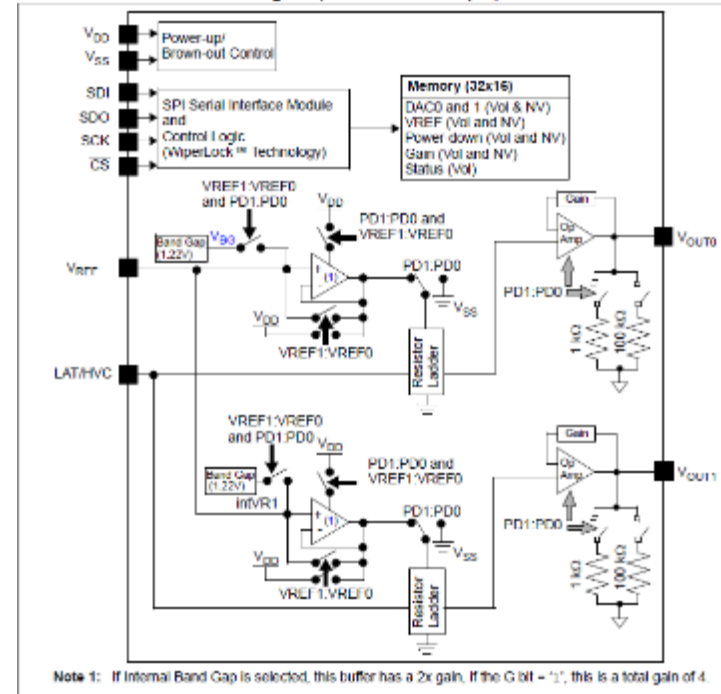 VDD
VSS
Power-up/
Brown-out Control
SDI
SDO
SCK
CS
SPI Serial Interface Module
and
Control Logic
(WiperLock™ Technology)
Memory (32x16)
DAC0 and 1 (Vol & NV)
VREF (Vol and NV)
Power down (Vol and NV)
Gain (Vol and NV)
Status (Vol)
VREF1:VREF0
and PD1:PD0
VDD
PD1:PD0 and
VREF1:VREF0
Band Gap
(1.22V)
VBG
VREF
+
(1)
-
PD1:PD0
VSS
VDD
VREF1:VREF0
Resistor
Ladder
Gain
Op
Amp
VOUT0
PD1:PD0
1 kΩ
100 kΩ
LAT/HVC
VREF1:VREF0
and PD1:PD0
VDD
PD1:PD0 and
VREF1:VREF0
Band Gap
(1.22V)
intVR1
+
(1)
-
PD1:PD0
VSS
VDD
VREF1:VREF0
Resistor
Ladder
Gain
Op
Amp
VOUT1
PD1:PD0
1 kΩ
100 kΩ
Note 1: If Internal Band Gap is selected, this buffer has a 2x gain, If the G bit = '1', this is a total gain of 4.